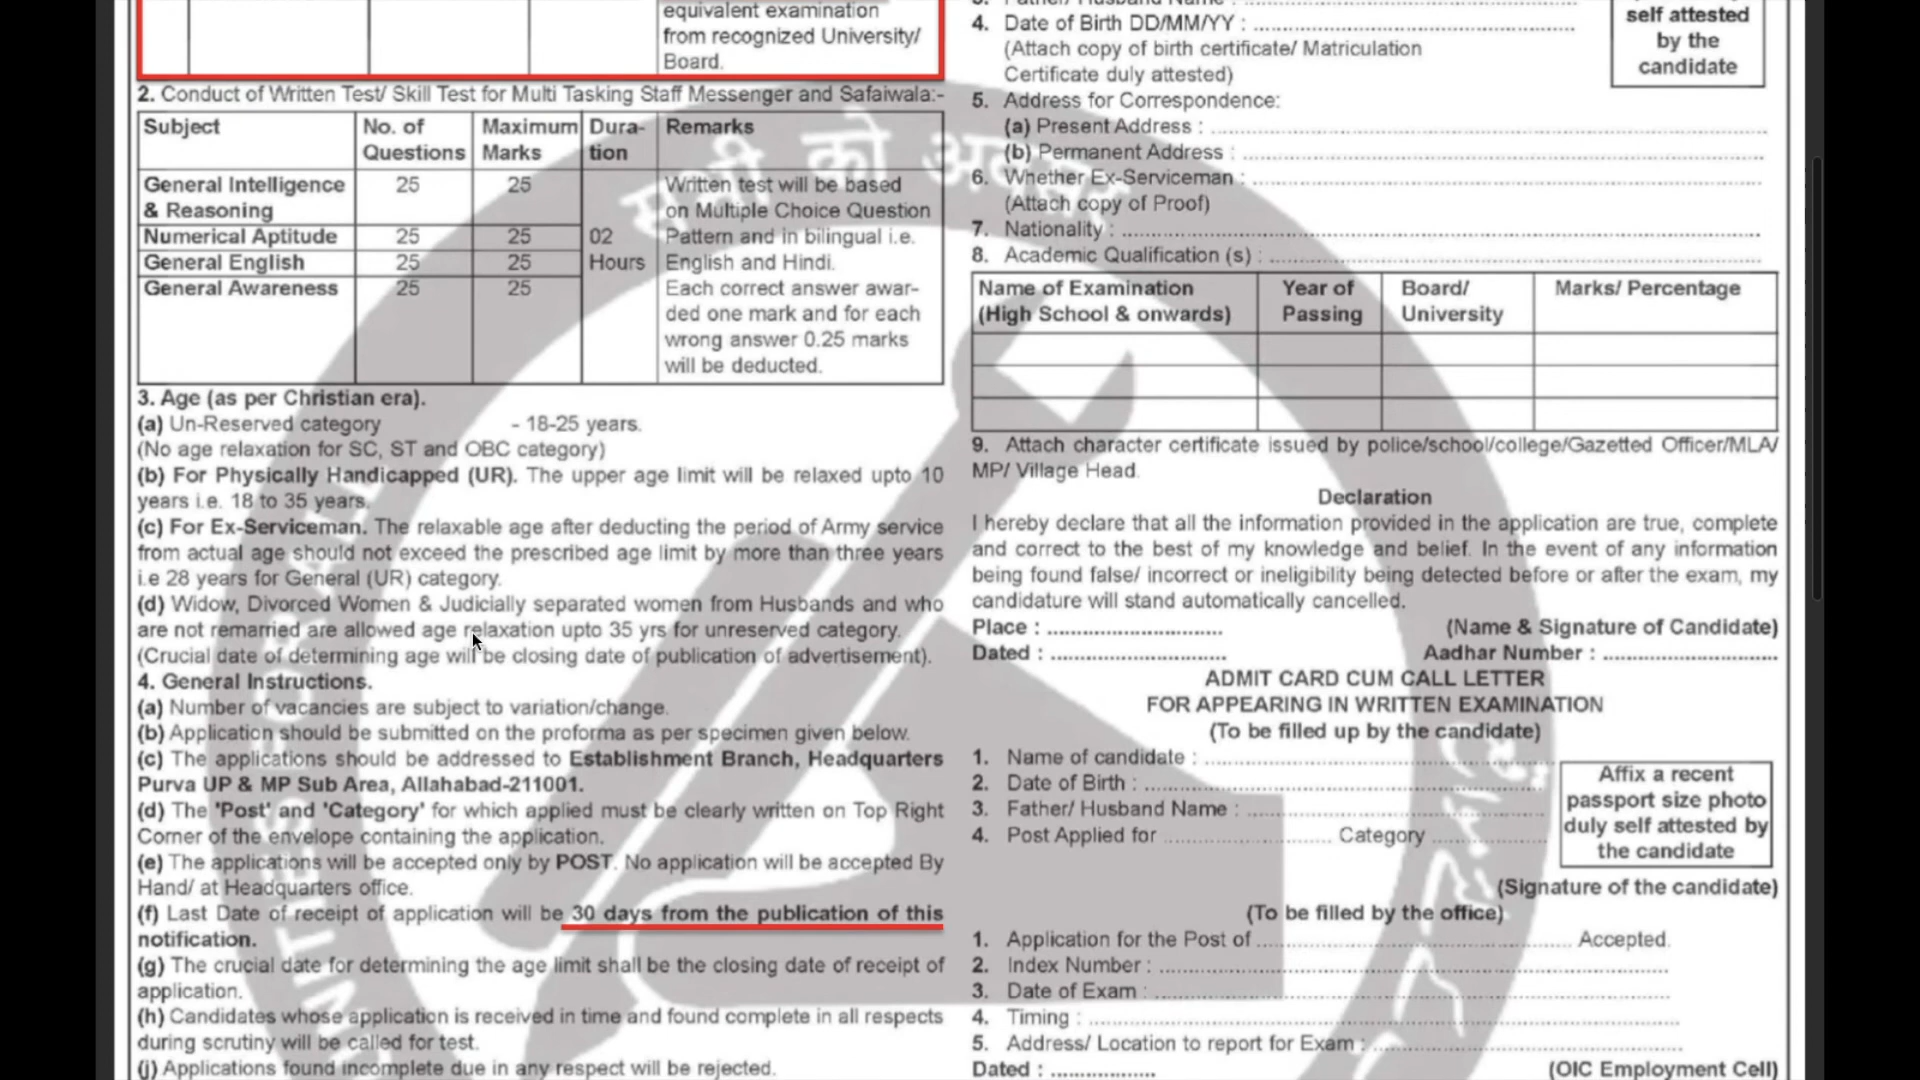 equivalent examination
from recognized University/
Board.
2. Conduct of Written Test/ Skill Test for Multi Tasking Staff Messenger and Safaiwala:-
Subject No. of Questions Maximum Marks Dura-tion Remarks
General Intelligence & Reasoning 25 25
Numerical Aptitude 25 25
General English 25 25
General Awareness 25 25
02 Hours
Written test will be based
on Multiple Choice Question
Pattern and in bilingual i.e.
English and Hindi.
Each correct answer awar-
ded one mark and for each
wrong answer 0.25 marks
will be deducted.
3. Age (as per Christian era).
(a) Un-Reserved category - 18-25 years.
(No age relaxation for SC, ST and OBC category)
(b) For Physically Handicapped (UR). The upper age limit will be relaxed upto 10
years i.e. 18 to 35 years.
(c) For Ex-Serviceman. The relaxable age after deducting the period of Army service
from actual age should not exceed the prescribed age limit by more than three years
i.e 28 years for General (UR) category.
(d) Widow, Divorced Women & Judicially separated women from Husbands and who
are not remarried are allowed age relaxation upto 35 yrs for unreserved category.
(Crucial date of determining age will be closing date of publication of advertisement).
4. General Instructions.
(a) Number of vacancies are subject to variation/change.
(b) Application should be submitted on the proforma as per specimen given below.
(c) The applications should be addressed to Establishment Branch, Headquarters
Purva UP & MP Sub Area, Allahabad-211001.
(d) The 'Post' and 'Category' for which applied must be clearly written on Top Right
Corner of the envelope containing the application.
(e) The applications will be accepted only by POST. No application will be accepted By
Hand/ at Headquarters office.
(f) Last Date of receipt of application will be 30 days from the publication of this
notification.
(g) The crucial date for determining the age limit shall be the closing date of receipt of
application.
(h) Candidates whose application is received in time and found complete in all respects
during scrutiny will be called for test.
(j) Applications found incomplete due in any respect will be rejected.
3. Father/ Husband Name :
4. Date of Birth DD/MM/YY :
(Attach copy of birth certificate/ Matriculation
Certificate duly attested)
self attested
by the
candidate
5. Address for Correspondence:
(a) Present Address :
(b) Permanent Address :
6. Whether Ex-Serviceman :
(Attach copy of Proof)
7. Nationality :
8. Academic Qualification (s) :
Name of Examination Year of Board/ Marks/ Percentage
(High School & onwards) Passing University
9. Attach character certificate issued by police/school/college/Gazetted Officer/MLA/
MP/ Village Head.
Declaration
I hereby declare that all the information provided in the application are true, complete
and correct to the best of my knowledge and belief. In the event of any information
being found false/ incorrect or ineligibility being detected before or after the exam, my
candidature will stand automatically cancelled.
Place : (Name & Signature of Candidate)
Dated : Aadhar Number :
ADMIT CARD CUM CALL LETTER
FOR APPEARING IN WRITTEN EXAMINATION
(To be filled up by the candidate)
1. Name of candidate :
2. Date of Birth :
3. Father/ Husband Name :
4. Post Applied for Category
Affix a recent
passport size photo
duly self attested by
the candidate
(Signature of the candidate)
(To be filled by the office)
1. Application for the Post of Accepted.
2. Index Number :
3. Date of Exam :
4. Timing :
5. Address/ Location to report for Exam :
Dated : (OIC Employment Cell)
सभी को अवसर